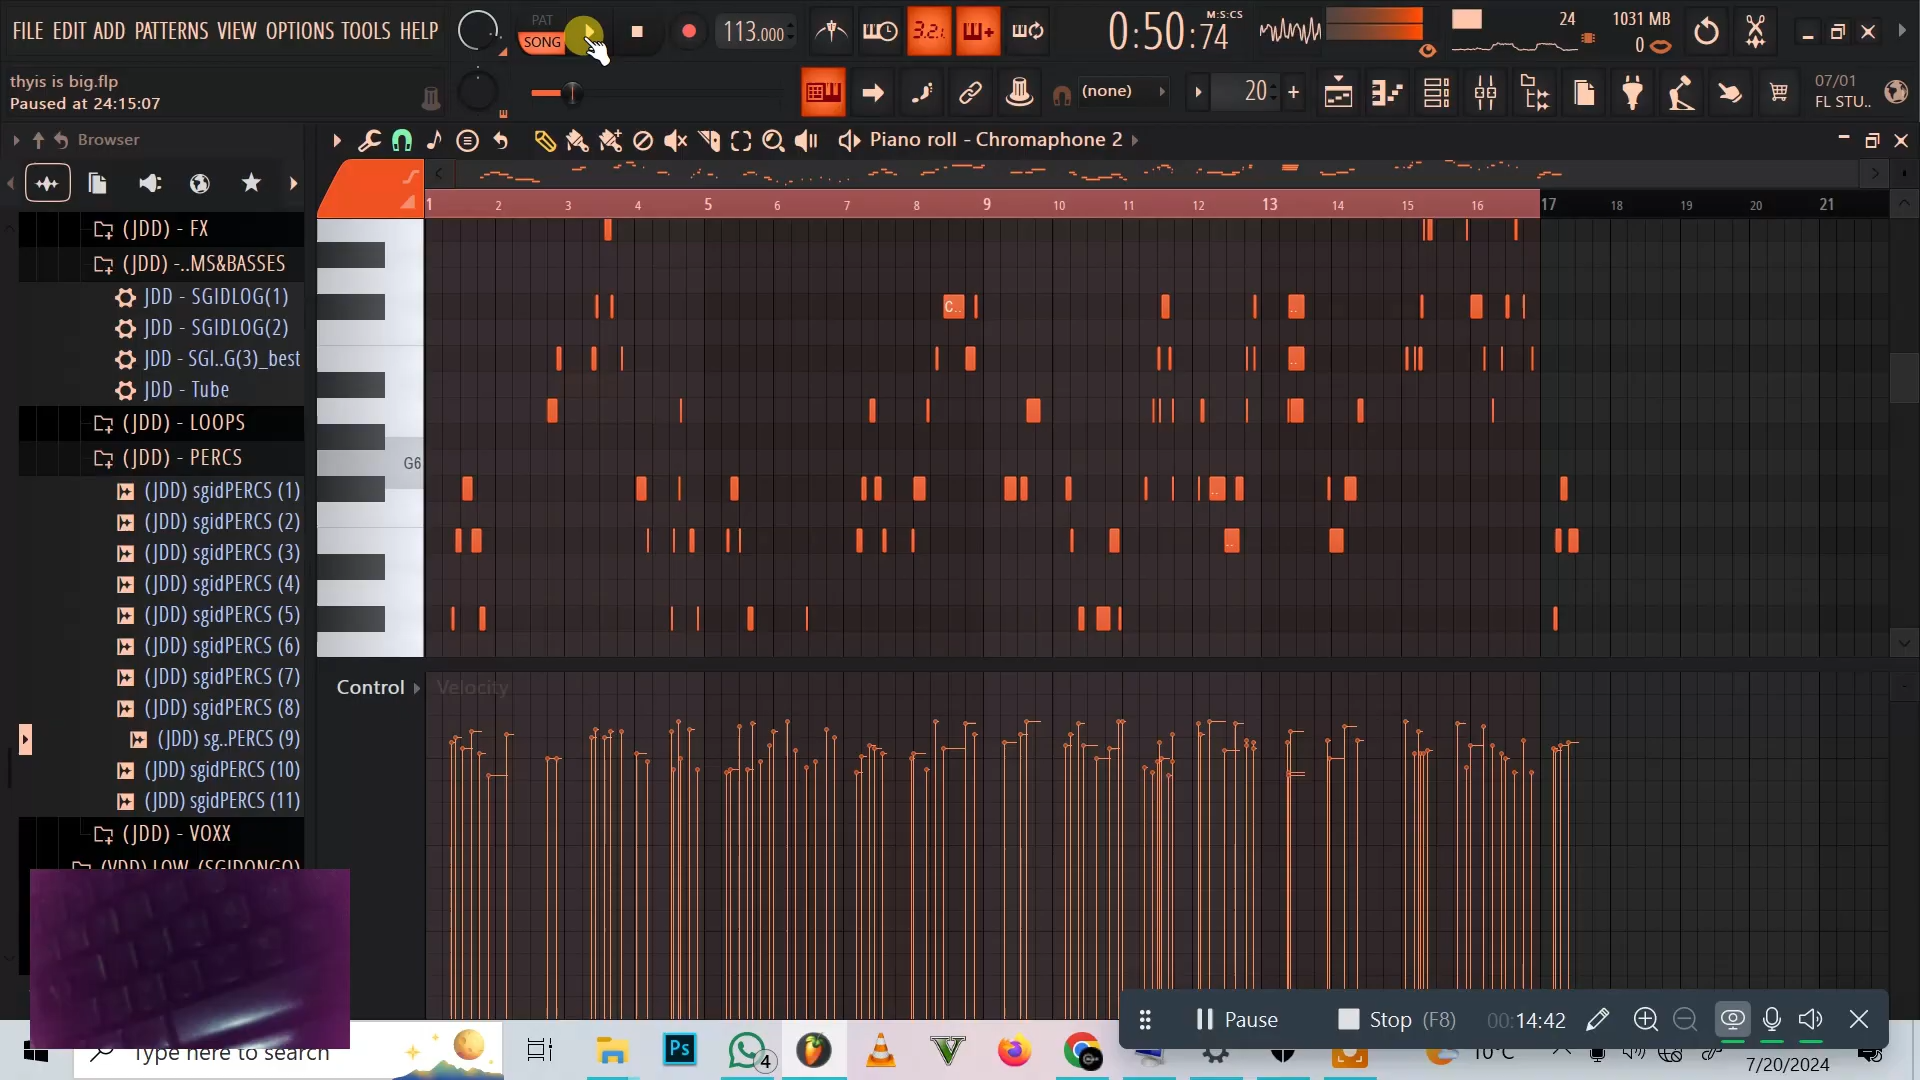 FILE EDIT ADD PATTERNS VIEW OPTIONS TOOLS HELP
PAT
SONG
113.000
3.2.
0:50:74
M:S:CS
24
1031 MB
0
thyis is big.flp
Paused at 24:15:07
(none)
20
07/01
FL STU..
Browser
Piano roll - Chromaphone 2
1 2 3 4 5 6 7 8 9 10 11 12 13 14 15 16 17 18 19 20 21
(JDD) - FX
(JDD) -..MS&BASSES
JDD - SGIDLOG(1)
JDD - SGIDLOG(2)
JDD - SGI..G(3)_best
JDD - Tube
(JDD) - LOOPS
(JDD) - PERCS
(JDD) sgidPERCS (1)
(JDD) sgidPERCS (2)
(JDD) sgidPERCS (3)
(JDD) sgidPERCS (4)
(JDD) sgidPERCS (5)
(JDD) sgidPERCS (6)
(JDD) sgidPERCS (7)
(JDD) sgidPERCS (8)
(JDD) sg..PERCS (9)
(JDD) sgidPERCS (10)
(JDD) sgidPERCS (11)
(JDD) - VOXX
(VDD) LOW (SGIDONGO)
C..
G6
Control
Velocity
Pause
Stop (F8)
00:14:42
Type here to search
Ps
4
10°C
7/20/2024